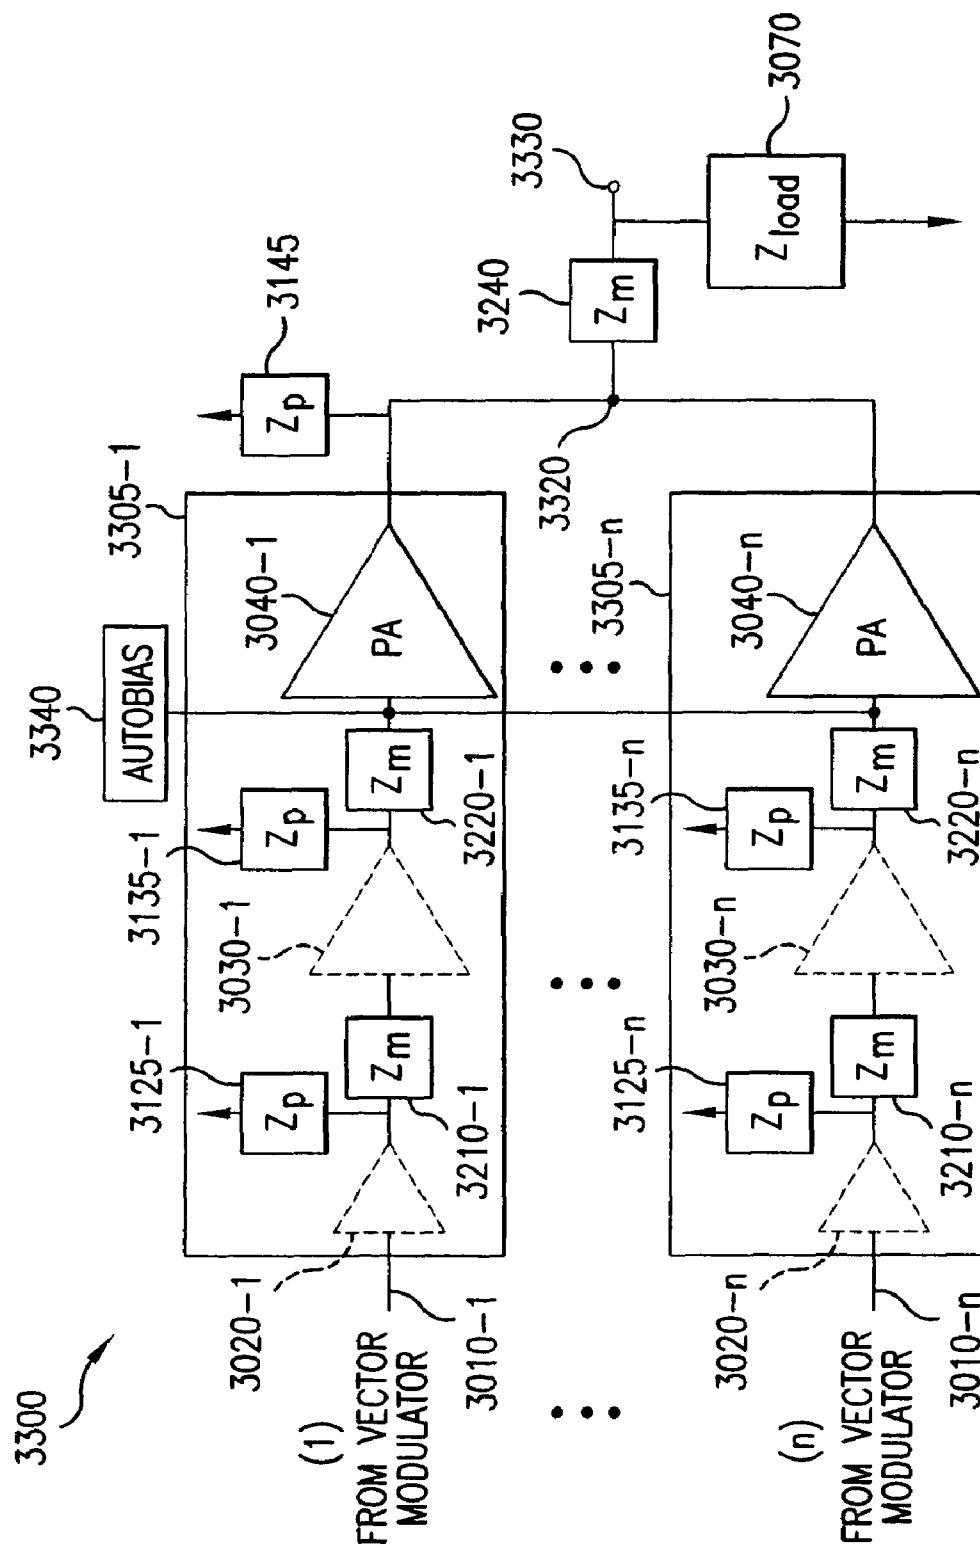 3300
3340
AUTOBIAS
3305-1
3145
Zp
3125-1
Zp
3135-1
Zp
3020-1
3030-1
3040-1
PA
Zm
Zm
(1)
FROM VECTOR
MODULATOR
3010-1
3210-1
3220-1
3320
3240
Zm
3330
Zload
3070
3305-n
3125-n
Zp
3135-n
Zp
3020-n
3030-n
3040-n
PA
Zm
Zm
(n)
FROM VECTOR
MODULATOR
3010-n
3210-n
3220-n